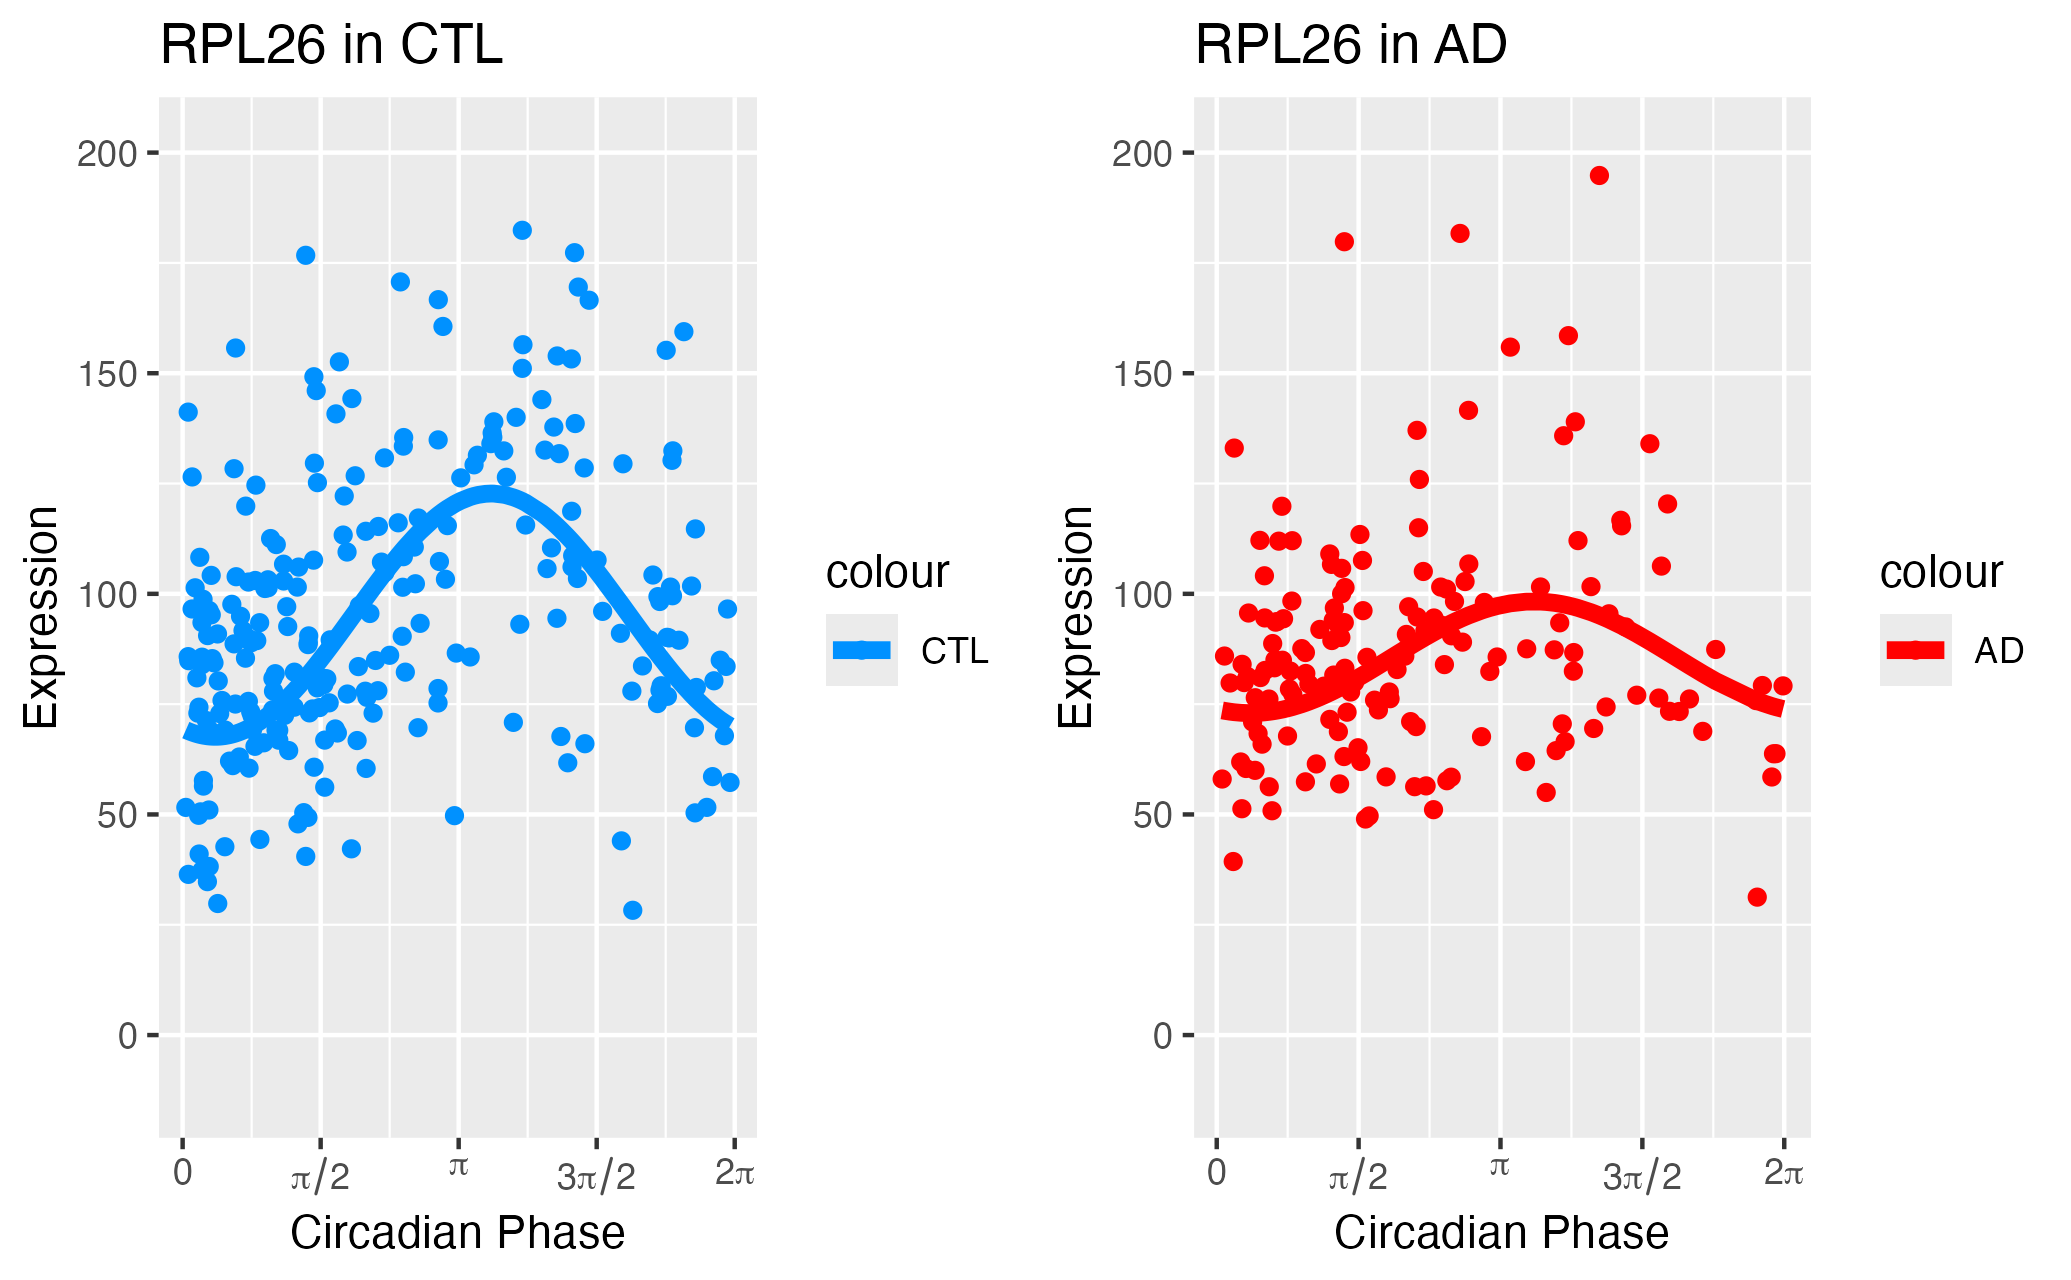 RPL26 in CTL
200
150
100
50
0
Expression
0 π/2 π 3π/2 2π
Circadian Phase
colour
CTL
RPL26 in AD
200
150
100
50
0
Expression
0 π/2 π 3π/2 2π
Circadian Phase
colour
AD